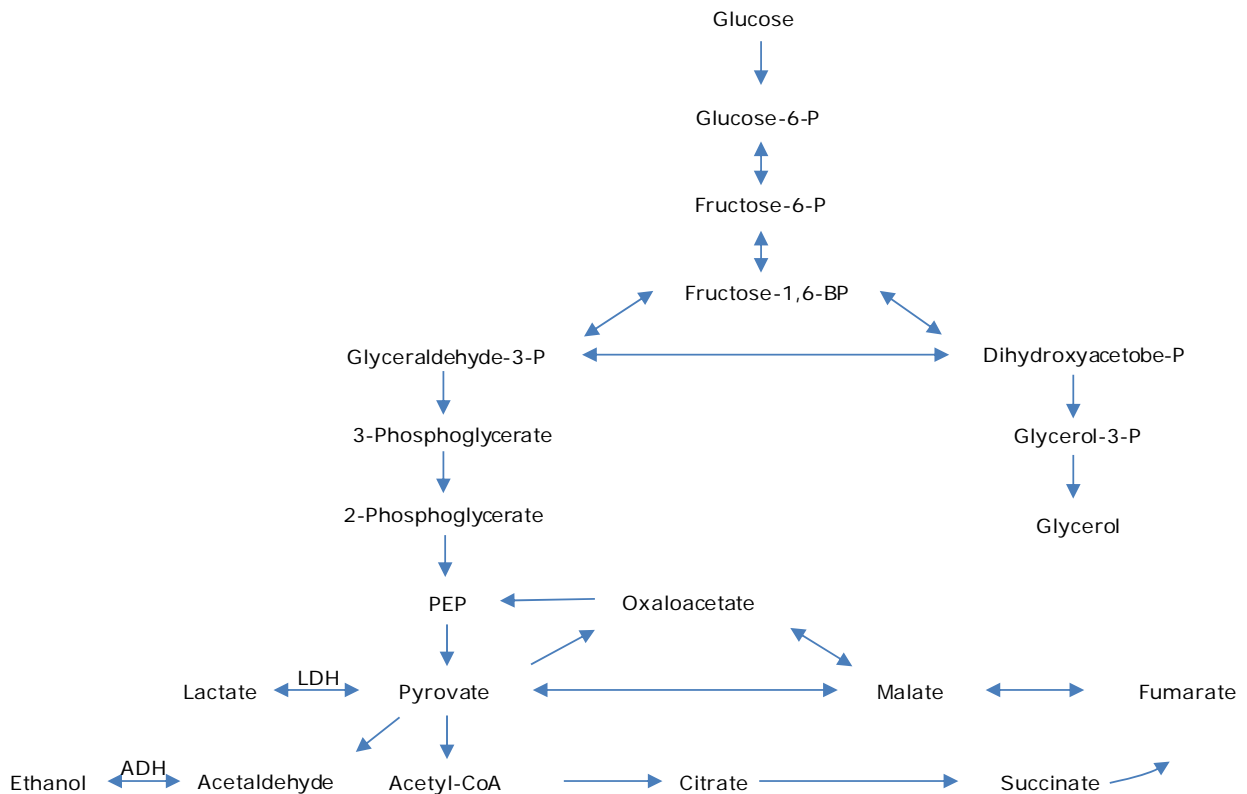 Glucose
Glucose-6-P
Fructose-6-P
Fructose-1,6-BP
Glyceraldehyde-3-P
Dihydroxyacetobe-P
3-Phosphoglycerate
Glycerol-3-P
2-Phosphoglycerate
Glycerol
PEP
Oxaloacetate
Lactate
LDH
Pyrovate
Malate
Fumarate
Ethanol
ADH
Acetaldehyde
Acetyl-CoA
Citrate
Succinate